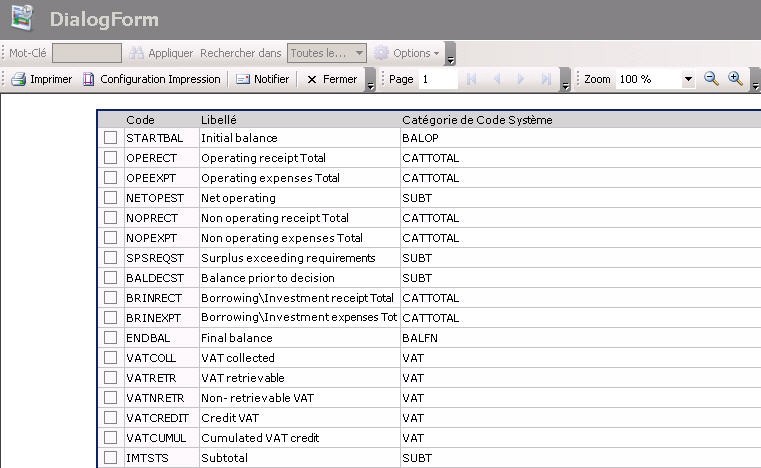 DialogForm
Mot-Clé Appliquer Rechercher dans Toutes le... Options
Imprimer Configuration Impression Notifier Fermer Page 1 Zoom 100 %
Code Libellé Catégorie de Code Système
STARTBAL Initial balance BALOP
OPERECT Operating receipt Total CATTOTAL
OPEEXPT Operating expenses Total CATTOTAL
NETOPEST Net operating SUBT
NOPRECT Non operating receipt Total CATTOTAL
NOPEXPT Non operating expenses Total CATTOTAL
SPSREQST Surplus exceeding requirements SUBT
BALDECST Balance prior to decision SUBT
BRINRECT Borrowing\Investment receipt Total CATTOTAL
BRINEXPT Borrowing\Investment expenses Tot CATTOTAL
ENDBAL Final balance BALFN
VATCOLL VAT collected VAT
VATRETR VAT retrievable VAT
VATNRETR Non- retrievable VAT VAT
VATCREDIT Credit VAT VAT
VATCUMUL Cumulated VAT credit VAT
IMTSTS Subtotal SUBT